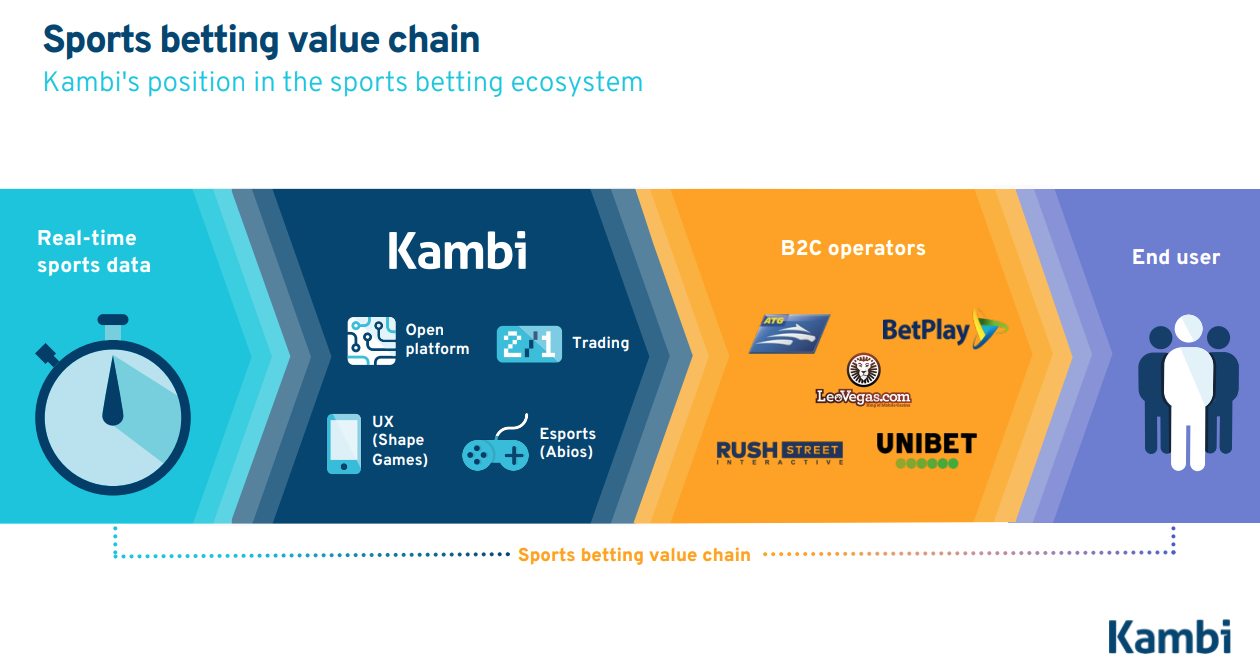 Sports betting value chain
Kambi's position in the sports betting ecosystem
Real-time
sports data
Kambi
Open
platform
2/1
Trading
UX
(Shape
Games)
Esports
(Abios)
B2C operators
ATG
BetPlay
LeoVegas.com
RUSH STREET
INTERACTIVE
UNIBET
End user
Sports betting value chain
Kambi